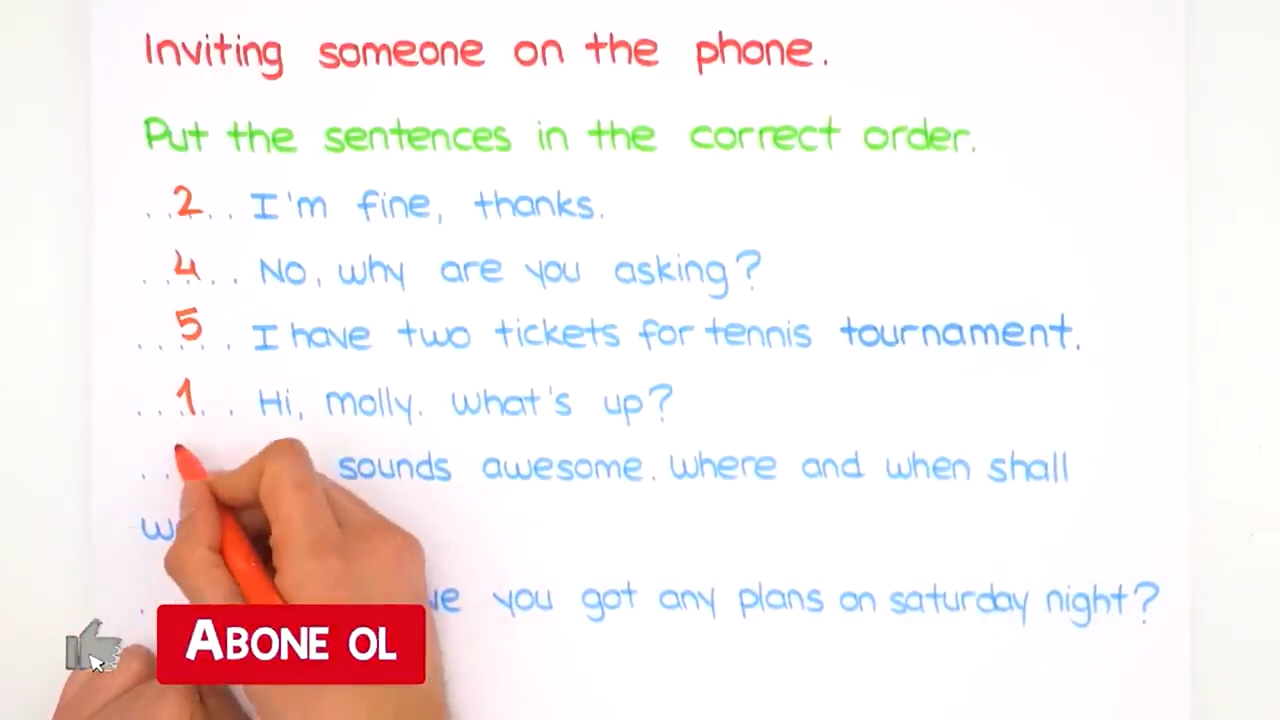 Inviting someone on the phone.
Put the sentences in the correct order.
..2.. I'm fine, thanks.
..4.. No, why are you asking?
..5.. I have two tickets for tennis tournament.
..1.. Hi, molly. what's up?
.. sounds awesome. where and when shall
you got any plans on saturday night?
ABONE OL